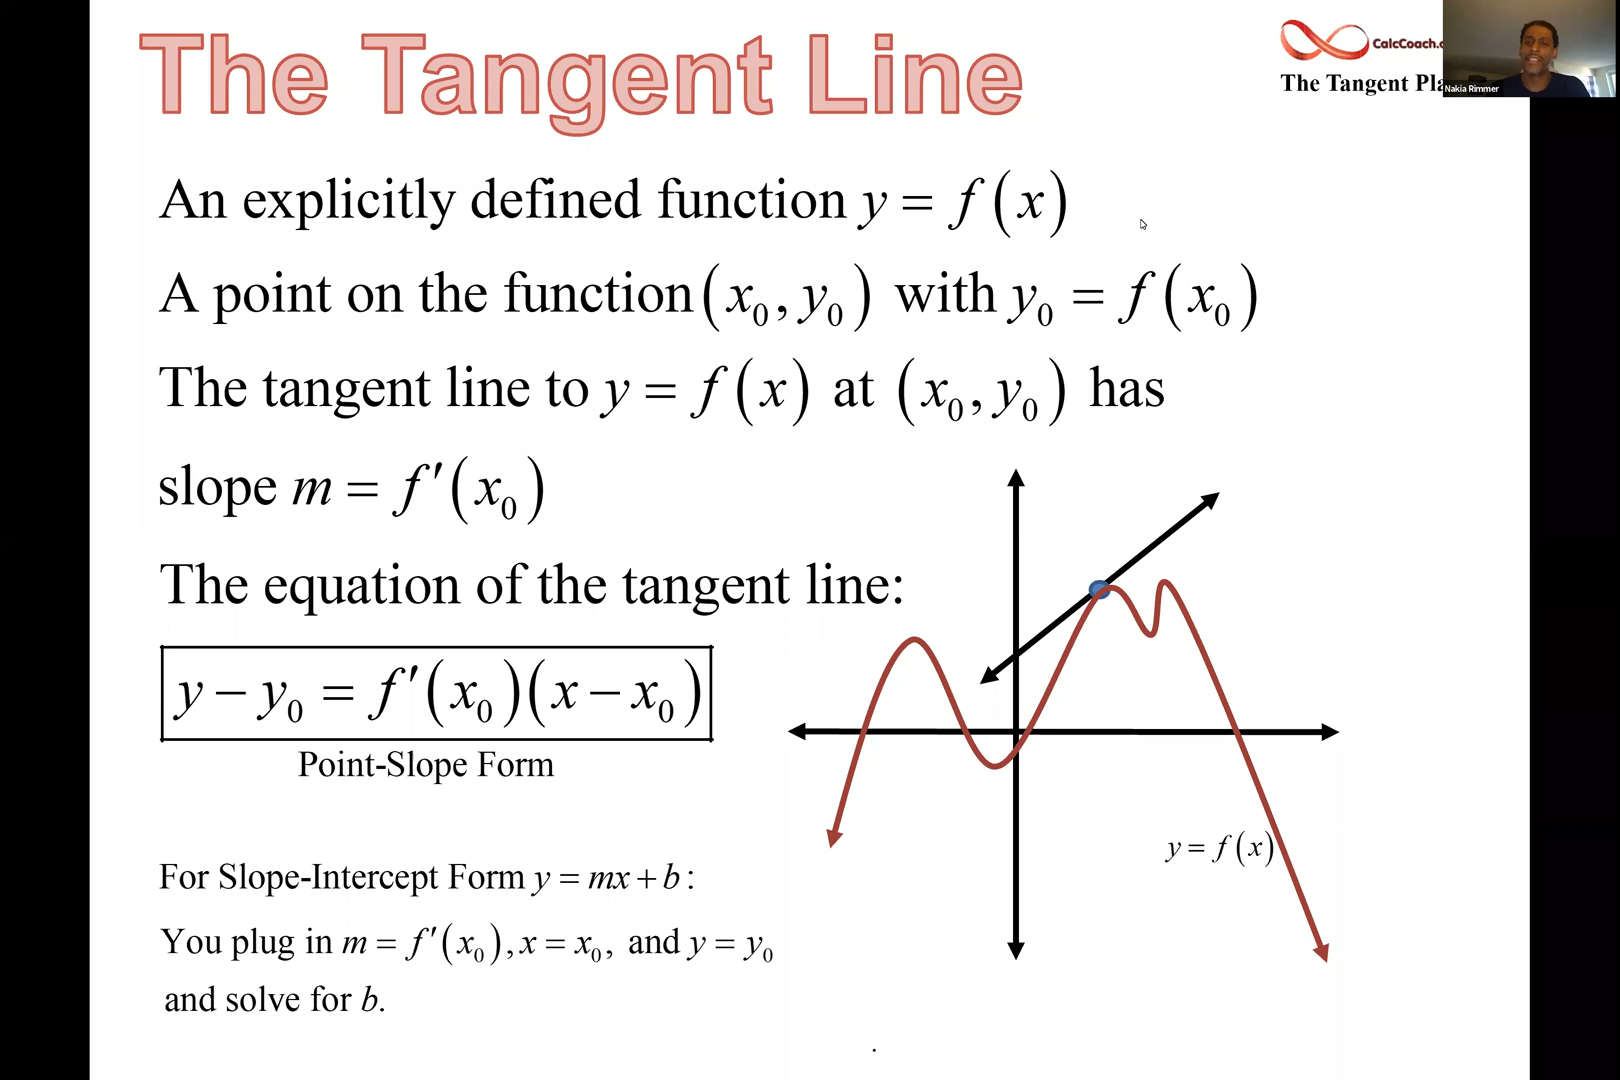 The Tangent Line
CalcCoach.c
The Tangent Pla
Nakia Rimmer
An explicitly defined function y = f(x)
A point on the function (x₀, y₀) with y₀ = f(x₀)
The tangent line to y = f(x) at (x₀, y₀) has
slope m = f′(x₀)
The equation of the tangent line:
y − y₀ = f′(x₀)(x − x₀)
Point-Slope Form
y = f(x)
For Slope-Intercept Form y = mx + b:
You plug in m = f′(x₀), x = x₀, and y = y₀
and solve for b.